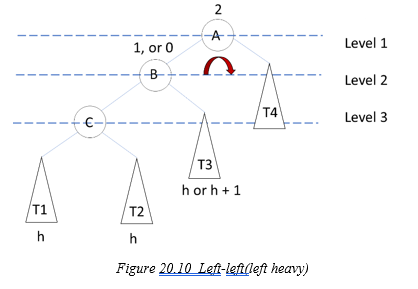 2
A
Level 1
1, or 0
B
Level 2
C
T4
Level 3
T3
h or h + 1
T1
T2
h
h
Figure 20.10 Left-left(left heavy)